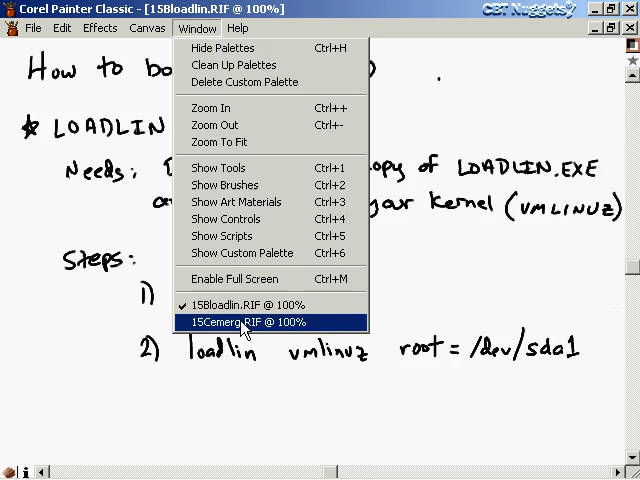 Corel Painter Classic - [15Bloadlin.RIF @ 100%]
CBT Nuggets
File Edit Effects Canvas Window Help
Hide Palettes Ctrl+H
Clean Up Palettes
Delete Custom Palette
Zoom In Ctrl++
Zoom Out Ctrl+-
Zoom To Fit
Show Tools Ctrl+1
Show Brushes Ctrl+2
Show Art Materials Ctrl+3
Show Controls Ctrl+4
Show Scripts Ctrl+5
Show Custom Palette Ctrl+6
Enable Full Screen Ctrl+M
15Bloadlin.RIF @ 100%
15Cemerg.RIF @ 100%
How to )
LOADLIN
Needs: copy of LOADLIN.EXE
your kernel (vmlinuz)
Steps:
1)
2) loadlin vmlinuz root=/dev/sda1